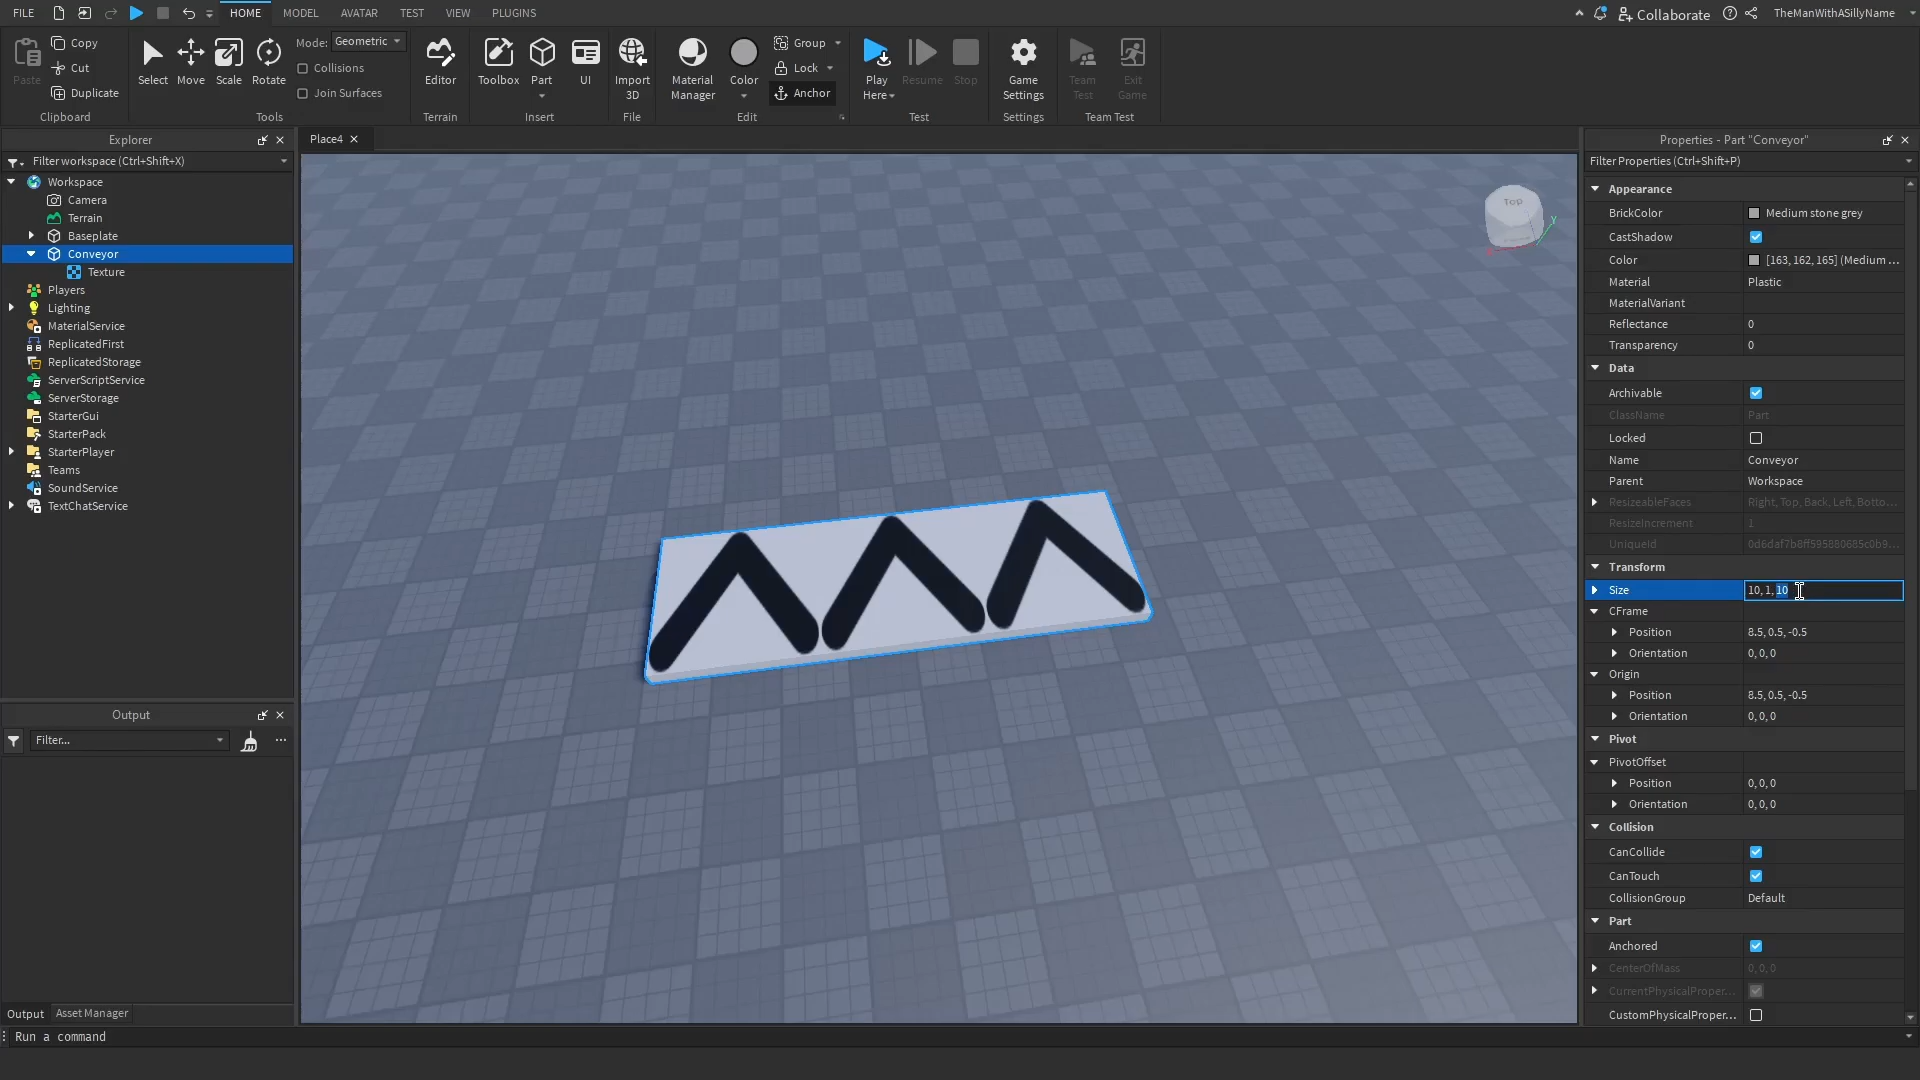 FILE
HOME
MODEL
AVATAR
TEST
VIEW
PLUGINS
Collaborate
TheManWithASillyName
Paste
Copy
Cut
Duplicate
Clipboard
Select
Move
Scale
Rotate
Mode:
Geometric
Collisions
Join Surfaces
Tools
Editor
Terrain
Toolbox
Part
UI
Insert
Import
3D
File
Material
Manager
Color
Group
Lock
Anchor
Edit
Play
Here
Resume
Stop
Test
Game
Settings
Settings
Team
Test
Exit
Game
Team Test
Explorer
Filter workspace (Ctrl+Shift+X)
Workspace
Camera
Terrain
Baseplate
Conveyor
Texture
Players
Lighting
MaterialService
ReplicatedFirst
ReplicatedStorage
ServerScriptService
ServerStorage
StarterGui
StarterPack
StarterPlayer
Teams
SoundService
TextChatService
Output
Filter...
Output
Asset Manager
Run a command
Place4
Top
Y
Properties - Part "Conveyor"
Filter Properties (Ctrl+Shift+P)
Appearance
BrickColor Medium stone grey
CastShadow
Color [163, 162, 165] (Medium ...
Material Plastic
MaterialVariant
Reflectance 0
Transparency 0
Data
Archivable
ClassName Part
Locked
Name Conveyor
Parent Workspace
ResizeableFaces Right, Top, Back, Left, Botto...
ResizeIncrement 1
UniqueId 0d6daf7b8ff595880685c0b9...
Transform
Size 10, 1, 10
CFrame
Position 8.5, 0.5, -0.5
Orientation 0, 0, 0
Origin
Position 8.5, 0.5, -0.5
Orientation 0, 0, 0
Pivot
PivotOffset
Position 0, 0, 0
Orientation 0, 0, 0
Collision
CanCollide
CanTouch
CollisionGroup Default
Part
Anchored
CenterOfMass 0, 0, 0
CurrentPhysicalProper...
CustomPhysicalProper...